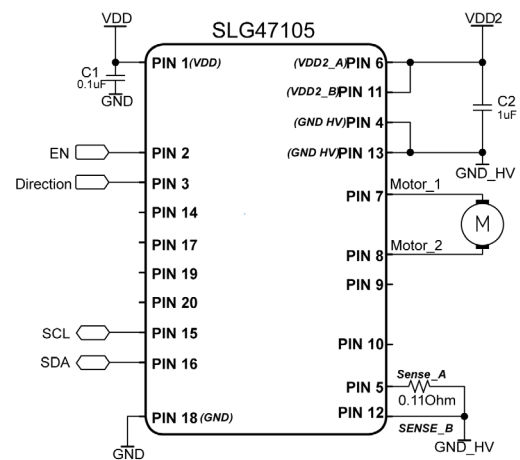 VDD
VDD2
SLG47105
PIN 1 (VDD)
(VDD2_A) PIN 6
C1
0.1uF
GND
(VDD2_B) PIN 11
C2
1uF
(GND HV) PIN 4
EN
PIN 2
(GND HV) PIN 13
GND_HV
Direction
PIN 3
PIN 7
Motor_1
PIN 14
M
PIN 17
PIN 8
Motor_2
PIN 19
PIN 9
PIN 20
SCL
PIN 15
PIN 10
SDA
PIN 16
PIN 5
Sense_A
0.11Ohm
PIN 18 (GND)
PIN 12
SENSE_B
GND
GND_HV